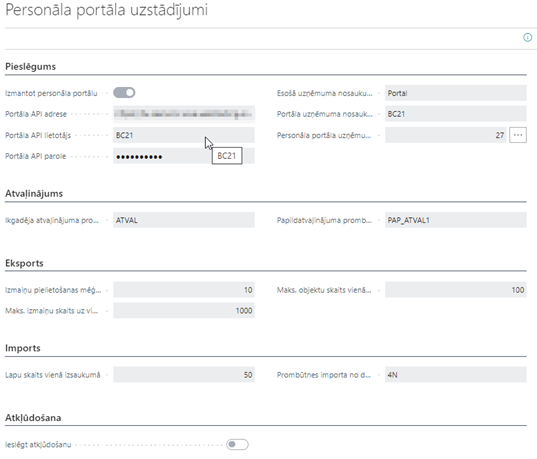 Personāla portāla uzstādījumi
Pieslēgums
Izmantot personāla portālu
Portāla API adrese
Portāla API lietotājs BC21
Portāla API parole ••••••••••
BC21
Esošā uzņēmuma nosauku... Portal
Portāla uzņēmuma nosauk... BC21
Personāla portāla uzņēmu... 27 ...
Atvaļinājums
Ikgadēja atvaļinājuma pro... ATVAL
Papildatvaļinājuma promb... PAP_ATVAL1
Eksports
Izmaiņu pielietošanas mēģ... 10
Maks. izmaiņu skaits uz vi... 1000
Maks. objektu skaits vienā... 100
Imports
Lapu skaits vienā izsaukumā 50
Prombūtnes importa no d... 4N
Atkļūdošana
Ieslēgt atkļūdošanu